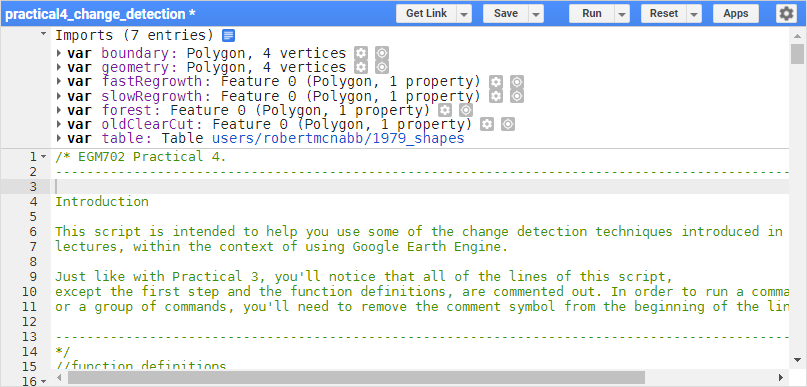 practical4_change_detection *
Get Link Save Run Reset Apps
Imports (7 entries)
var boundary: Polygon, 4 vertices
var geometry: Polygon, 4 vertices
var fastRegrowth: Feature 0 (Polygon, 1 property)
var slowRegrowth: Feature 0 (Polygon, 1 property)
var forest: Feature 0 (Polygon, 1 property)
var oldClearCut: Feature 0 (Polygon, 1 property)
var table: Table users/robertmcnabb/1979_shapes
1 /* EGM702 Practical 4.
2 ----------------------------------------------------------------------------------------------------
3
4 Introduction
5
6 This script is intended to help you use some of the change detection techniques introduced in
7 lectures, within the context of using Google Earth Engine.
8
9 Just like with Practical 3, you'll notice that all of the lines of this script,
10 except the first step and the function definitions, are commented out. In order to run a comma
11 or a group of commands, you'll need to remove the comment symbol from the beginning of the lin
12
13 ----------------------------------------------------------------------------------------------------
14 */
15 //function definitions
16